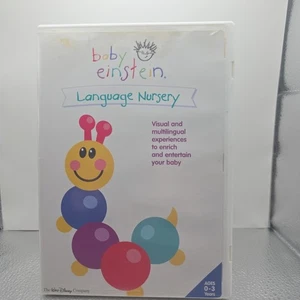 baby
einstein.
Language Nursery
Visual and
multilingual
experiences
to enrich
and entertain
your baby
The Walt Disney Company
AGES
0-3
Years